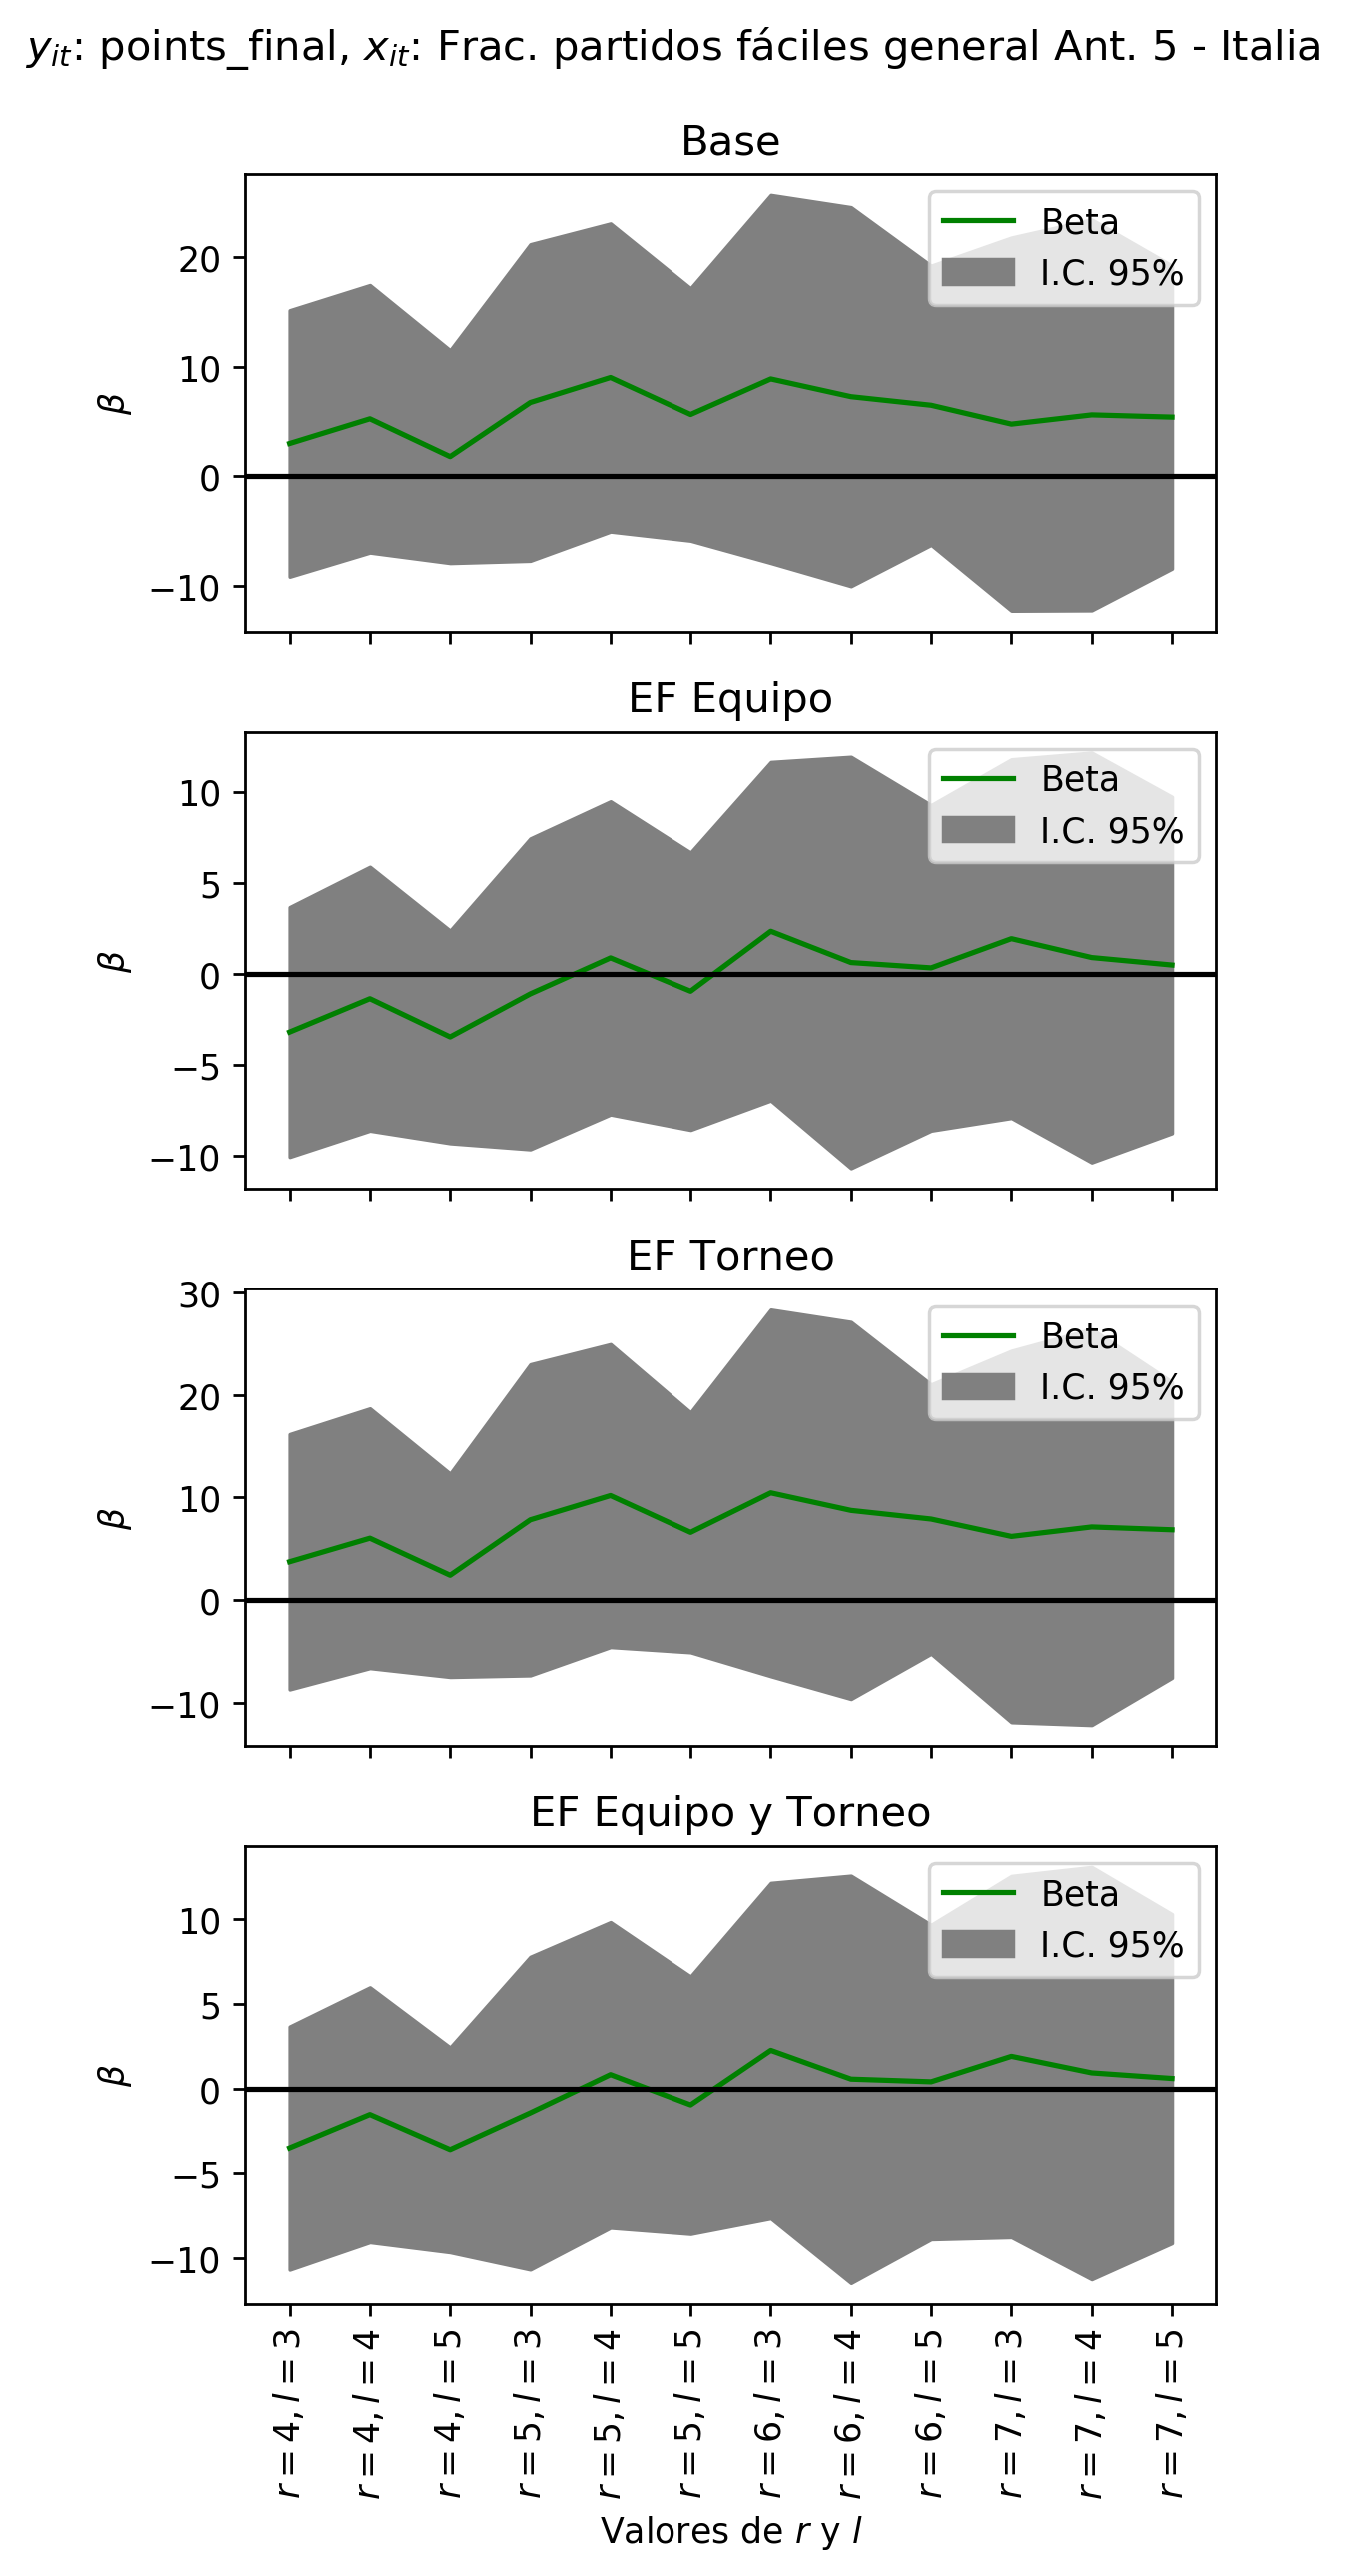 y_it: points_final, x_it: Frac. partidos fáciles general Ant. 5 - Italia
Base
Beta
I.C. 95%
20
10
0
−10
β
EF Equipo
Beta
I.C. 95%
10
5
0
−5
−10
β
EF Torneo
Beta
I.C. 95%
30
20
10
0
−10
β
EF Equipo y Torneo
Beta
I.C. 95%
10
5
0
−5
−10
β
r = 4, l = 3
r = 4, l = 4
r = 4, l = 5
r = 5, l = 3
r = 5, l = 4
r = 5, l = 5
r = 6, l = 3
r = 6, l = 4
r = 6, l = 5
r = 7, l = 3
r = 7, l = 4
r = 7, l = 5
Valores de r y l